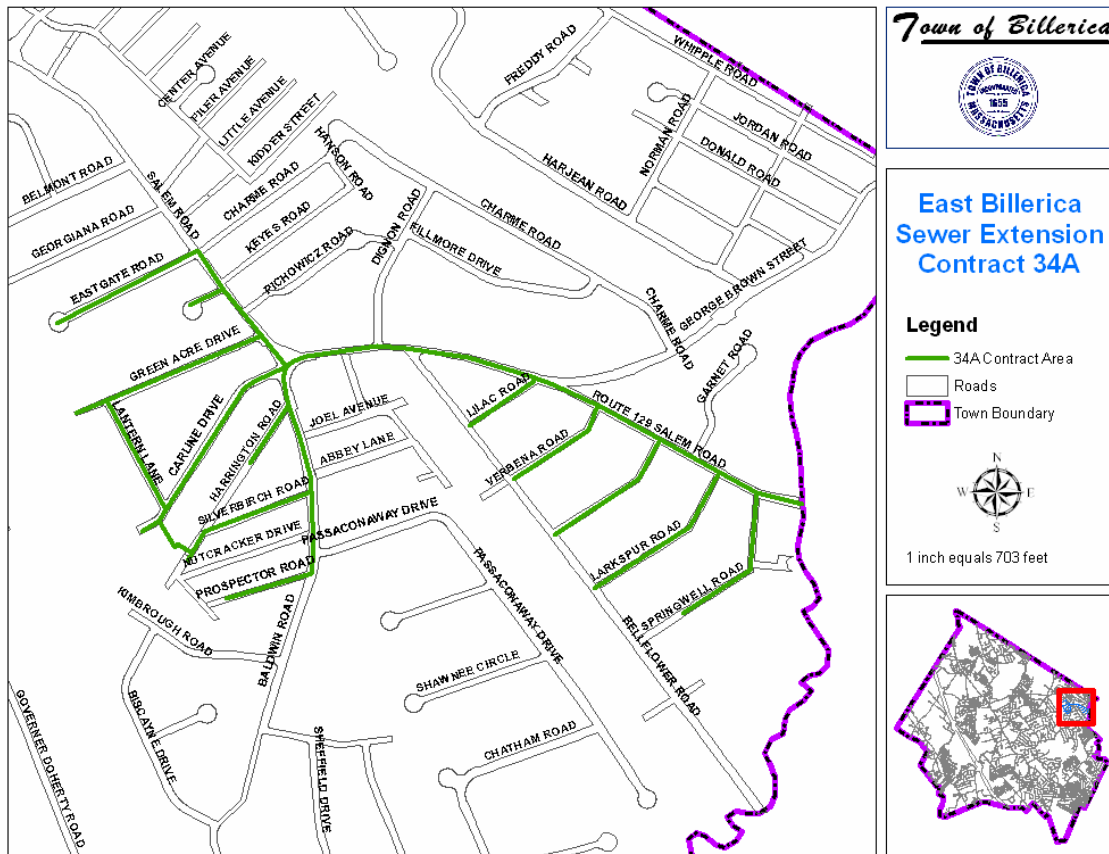 Town of Billerica
TOWN OF BILLERICA
INCORPORATED
1655
MASSACHUSETTS
East Billerica
Sewer Extension
Contract 34A
Legend
34A Contract Area
Roads
Town Boundary
N
W
E
S
1 inch equals 703 feet
CENTER AVENUE
PILER AVENUE
LITTLE AVENUE
KIDDER STREET
FREDDY ROAD
WHIPPLE ROAD
JORDAN ROAD
DONALD ROAD
NORMAN ROAD
HARJEAN ROAD
BELMONT ROAD
SALEM ROAD
GEORGIANA ROAD
CHARME ROAD
HANSON ROAD
KEYES ROAD
PICHOWICZ ROAD
DIGNON ROAD
CHARME ROAD
FILLMORE DRIVE
GEORGE BROWN STREET
CHARME ROAD
GARNET ROAD
EASTGATE ROAD
GREEN ACRE DRIVE
LANTERN LANE
CARLINE DRIVE
HARRINGTON ROAD
JOEL AVENUE
ABBEY LANE
LILAC ROAD
ROUTE 129 SALEM ROAD
VERBENA ROAD
SILVERBIRCH ROAD
NUTCRACKER DRIVE
PASSACONAWAY DRIVE
PROSPECTOR ROAD
LARKSPUR ROAD
SPRINGWELL ROAD
KIMBROUGH ROAD
BALDWIN ROAD
PASSACONAWAY DRIVE
BELLFLOWER ROAD
SHAWNEE CIRCLE
BISCAYNE DRIVE
SHEFFIELD DRIVE
CHATHAM ROAD
GOVERNER DOHERTY ROAD